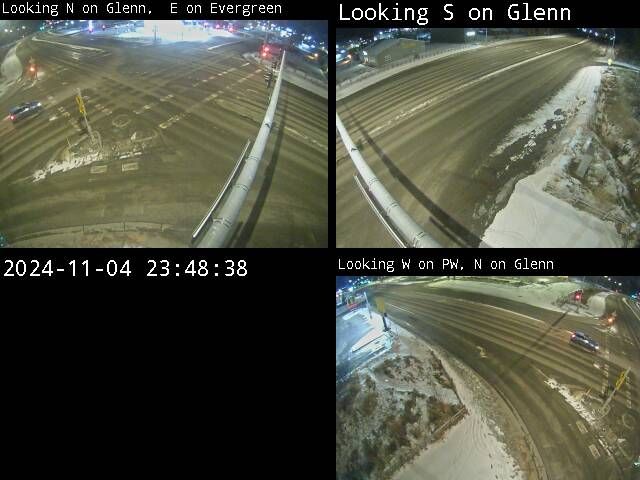 Looking N on Glenn,  E on Evergreen
Looking S on Glenn
2024-11-04 23:48:38
Looking W on PW, N on Glenn